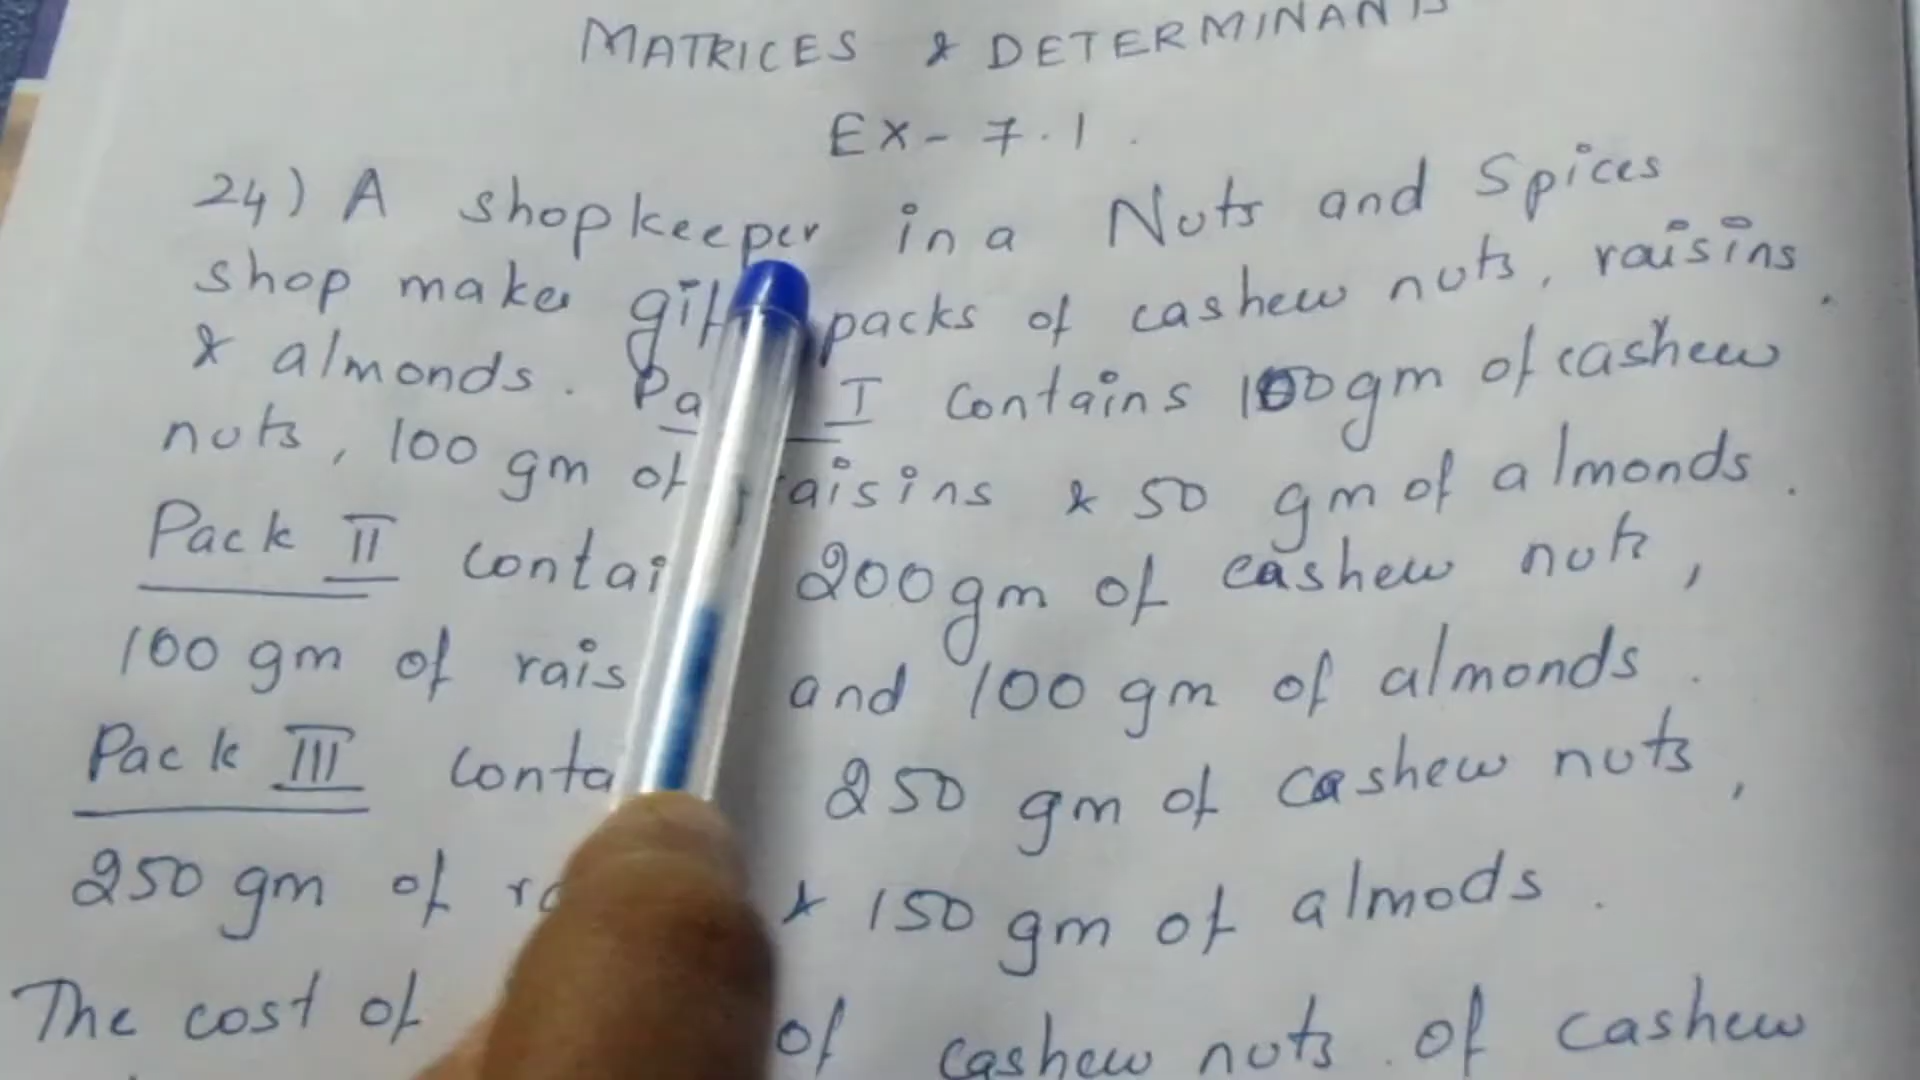 MATRICES & DETERMINANTS
EX - 7.1.
24) A shopkeeper in a Nuts and Spices
shop makes gift packs of cashew nuts, raisins
& almonds. Pack I contains 100gm of cashew
nuts, 100 gm of raisins & 50 gm of almonds.
Pack II contai 200gm of cashew nuts,
100 gm of rais and 100 gm of almonds.
Pack III conta 250 gm of cashew nuts,
250 gm of & 150 gm of almods.
The cost of of cashew nuts of cashew